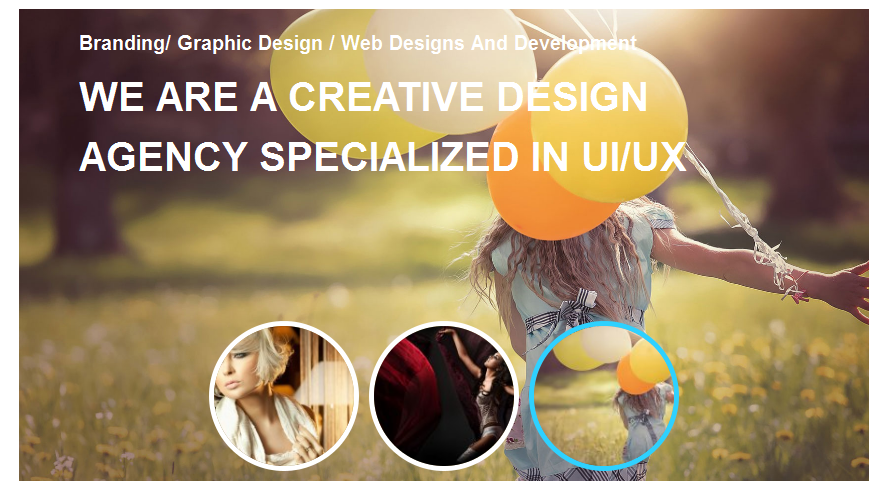 Branding/ Graphic Design / Web Designs And Development
WE ARE A CREATIVE DESIGN
AGENCY SPECIALIZED IN UI/UX